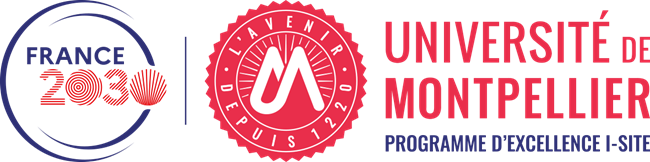 FRANCE
2030
L'AVENIR
DEPUIS 1220
UNIVERSITÉ DE
MONTPELLIER
PROGRAMME D'EXCELLENCE I-SITE